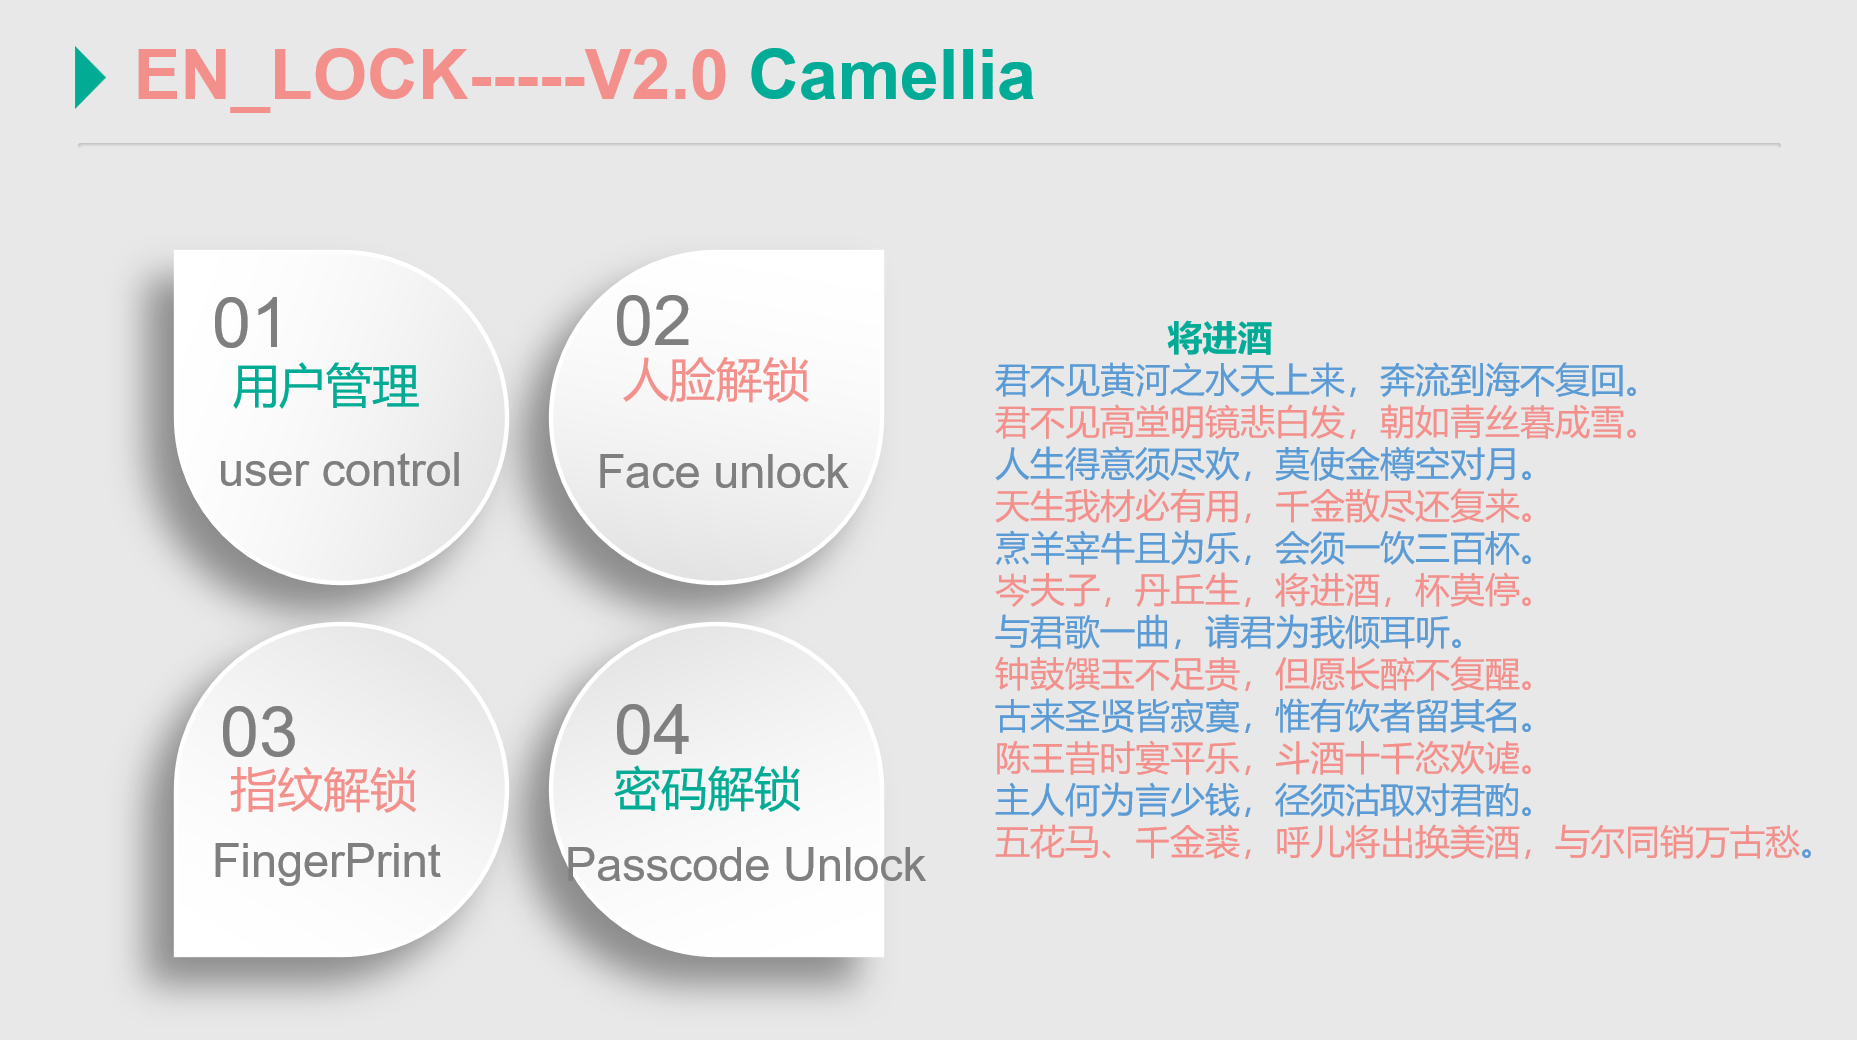 EN_LOCK-----V2.0 Camellia
01
用户管理
user control
02
人脸解锁
Face unlock
03
指纹解锁
FingerPrint
04
密码解锁
Passcode Unlock
将进酒
君不见黄河之水天上来，奔流到海不复回。
君不见高堂明镜悲白发，朝如青丝暮成雪。
人生得意须尽欢，莫使金樽空对月。
天生我材必有用，千金散尽还复来。
烹羊宰牛且为乐，会须一饮三百杯。
岑夫子，丹丘生，将进酒，杯莫停。
与君歌一曲，请君为我倾耳听。
钟鼓馔玉不足贵，但愿长醉不复醒。
古来圣贤皆寂寞，惟有饮者留其名。
陈王昔时宴平乐，斗酒十千恣欢谑。
主人何为言少钱，径须沽取对君酌。
五花马、千金裘，呼儿将出换美酒，与尔同销万古愁。